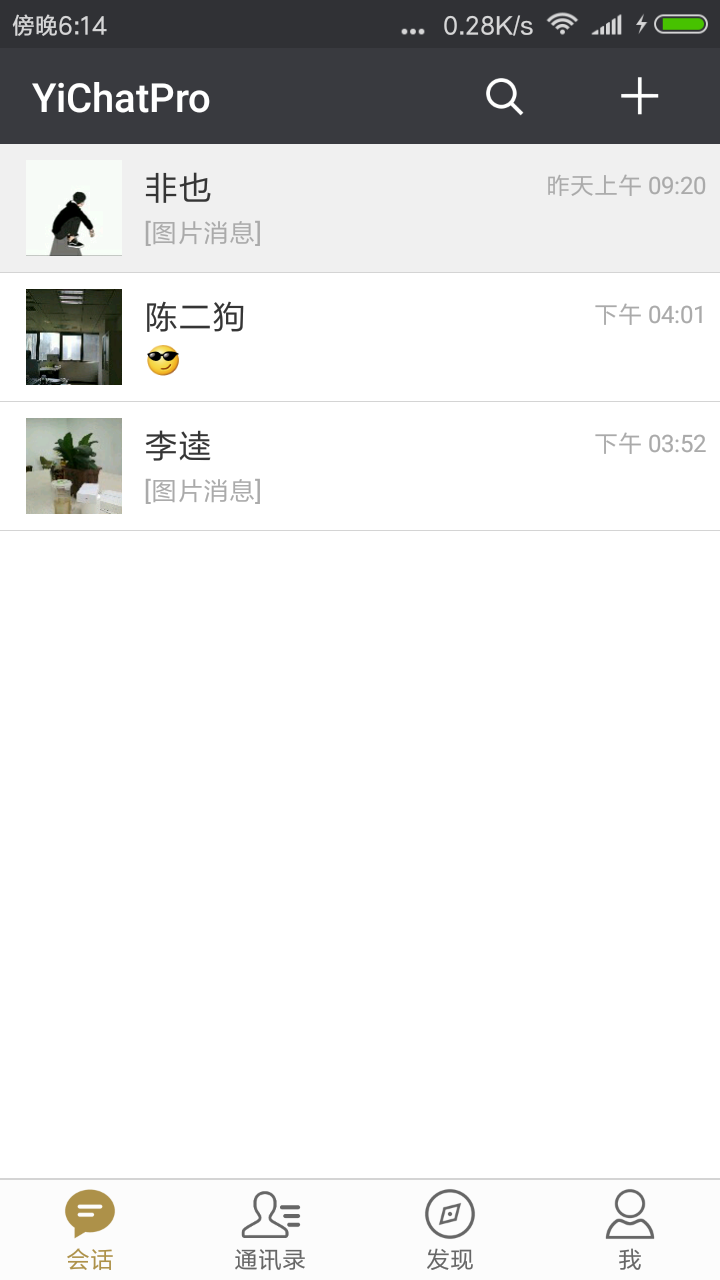 傍晚6:14 ... 0.28K/s
YiChatPro
非也 昨天上午 09:20
[图片消息]
陈二狗 下午 04:01
😎
李逵 下午 03:52
[图片消息]
会话 通讯录 发现 我